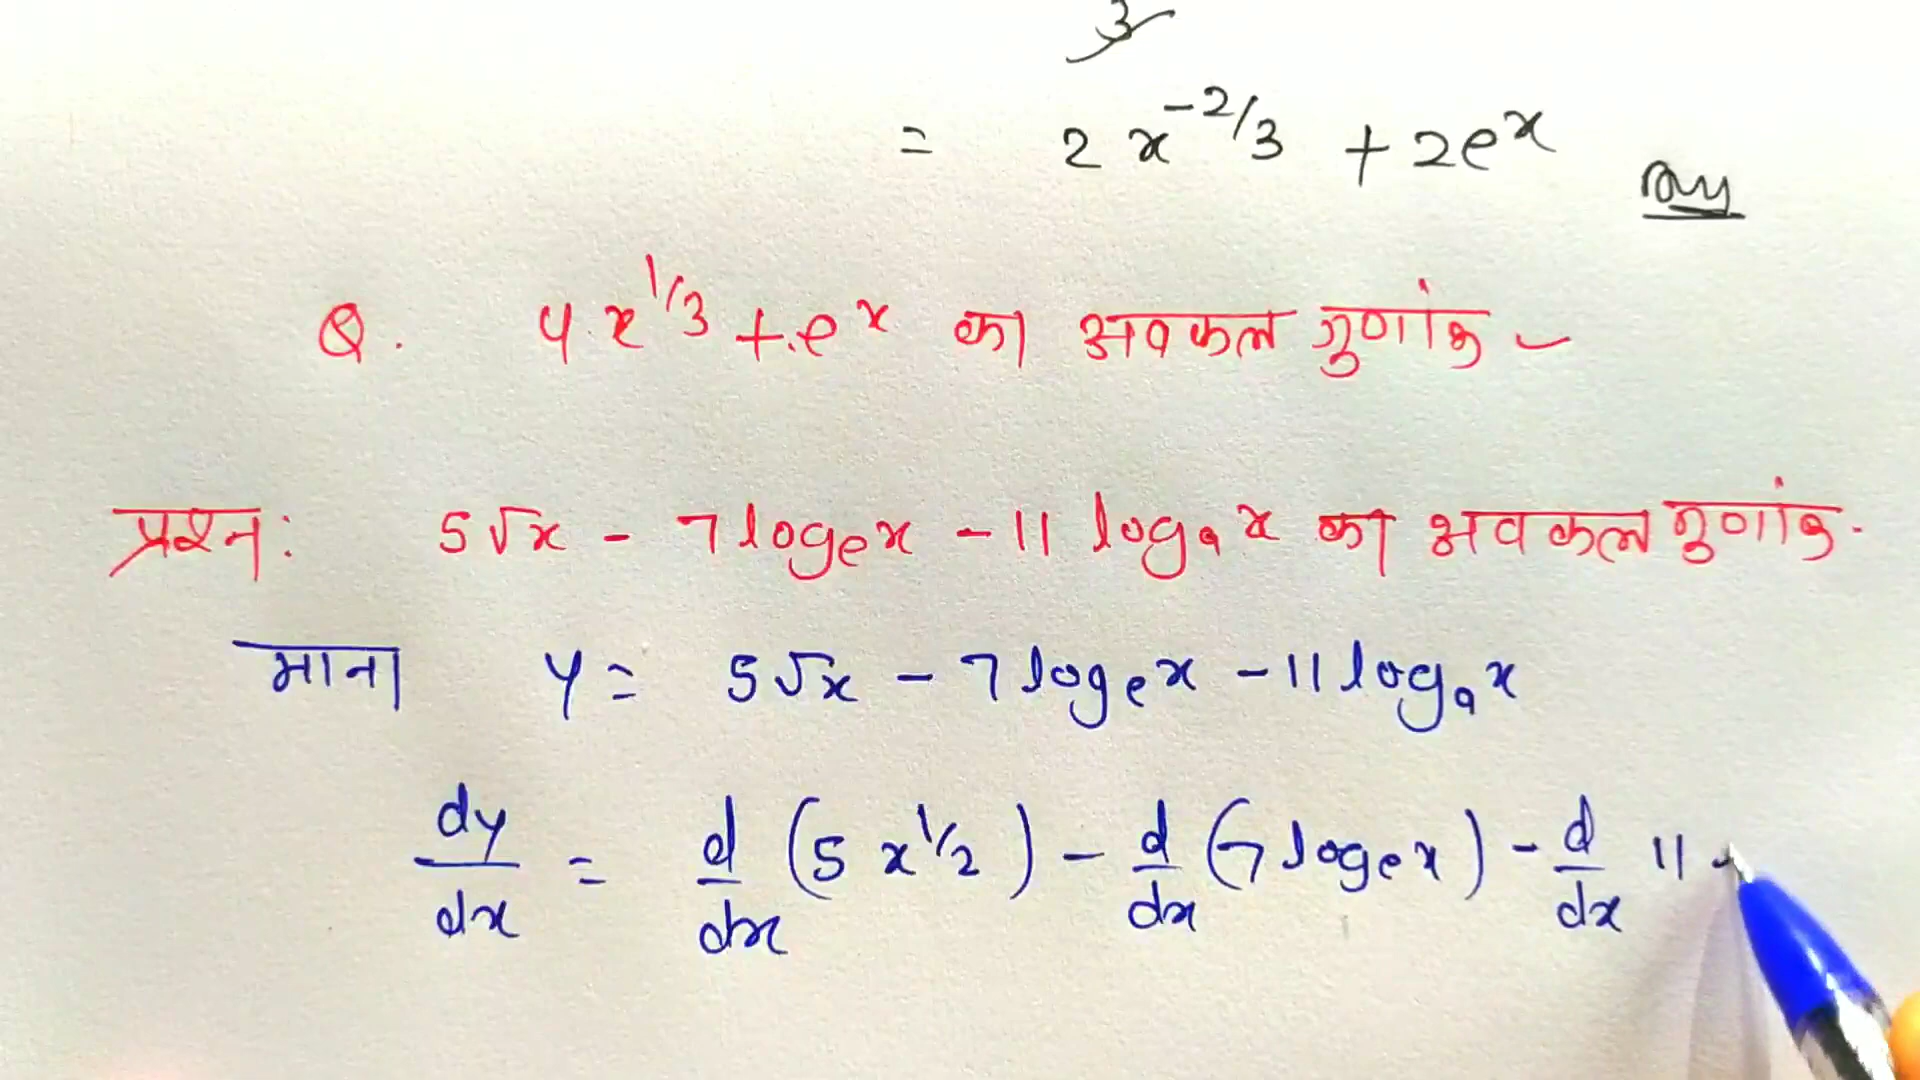 3
= 2x^{-2/3} + 2e^x Ans
Q. 4x^{1/3} + e^x का अवकल गुणांक -
प्रश्न: 5√x - 7 log_e x - 11 log_a x का अवकल गुणांक.
माना y = 5√x - 7 log_e x - 11 log_a x
dy/dx = d/dx (5x^{1/2}) - d/dx (7 log_e x) - d/dx 11